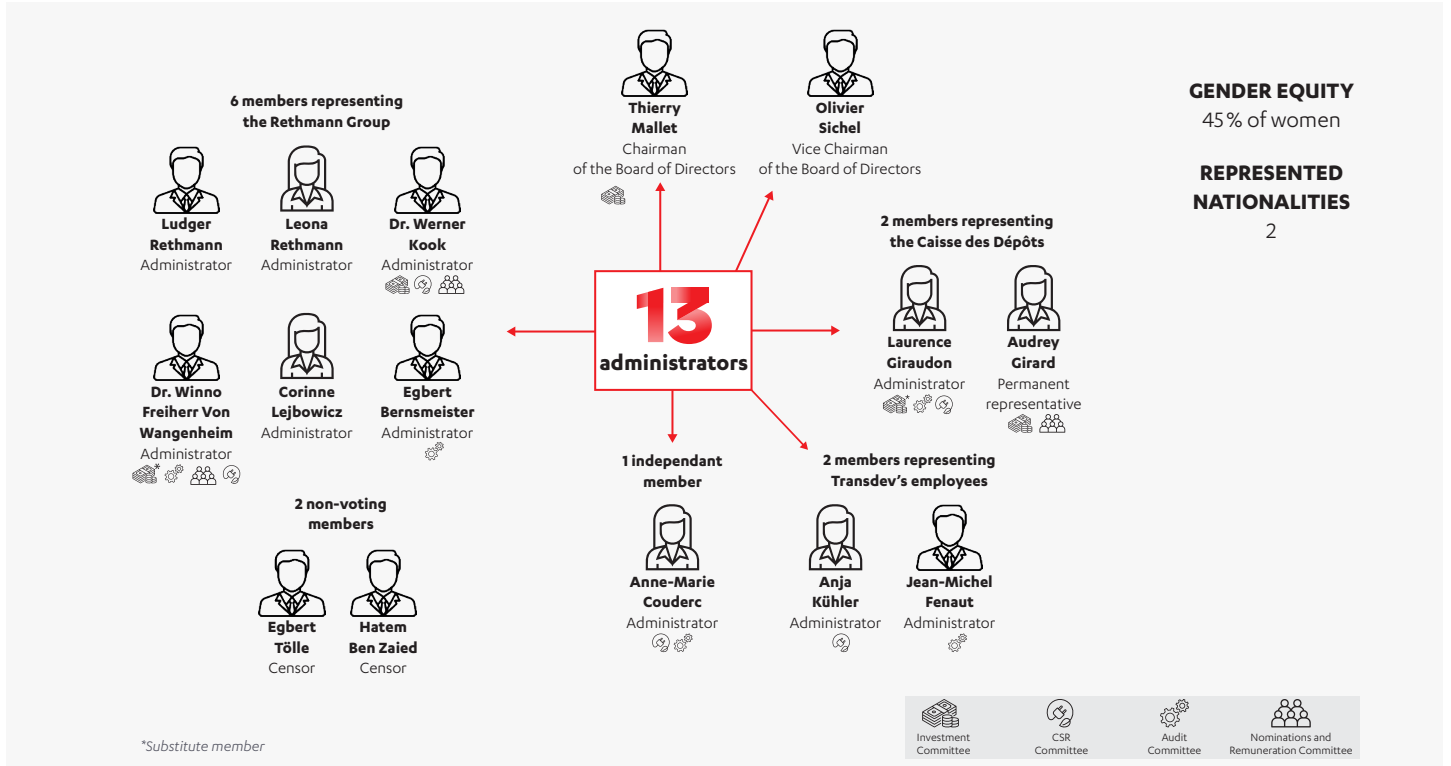 6 members representing
the Rethmann Group
Ludger
Rethmann
Administrator
Leona
Rethmann
Administrator
Dr. Werner
Kook
Administrator
Dr. Winno
Freiherr Von
Wangenheim
Administrator
*
Corinne
Lejbowicz
Administrator
Egbert
Bernsmeister
Administrator
2 non-voting
members
Egbert
Tölle
Censor
Hatem
Ben Zaied
Censor
Thierry
Mallet
Chairman
of the Board of Directors
Olivier
Sichel
Vice Chairman
of the Board of Directors
13
administrators
2 members representing
the Caisse des Dépôts
Laurence
Giraudon
Administrator
*
Audrey
Girard
Permanent
representative
1 independant
member
Anne-Marie
Couderc
Administrator
2 members representing
Transdev’s employees
Anja
Kühler
Administrator
Jean-Michel
Fenaut
Administrator
GENDER EQUITY
45% of women
REPRESENTED
NATIONALITIES
2
Investment
Committee
CSR
Committee
Audit
Committee
Nominations and
Remuneration Committee
*Substitute member